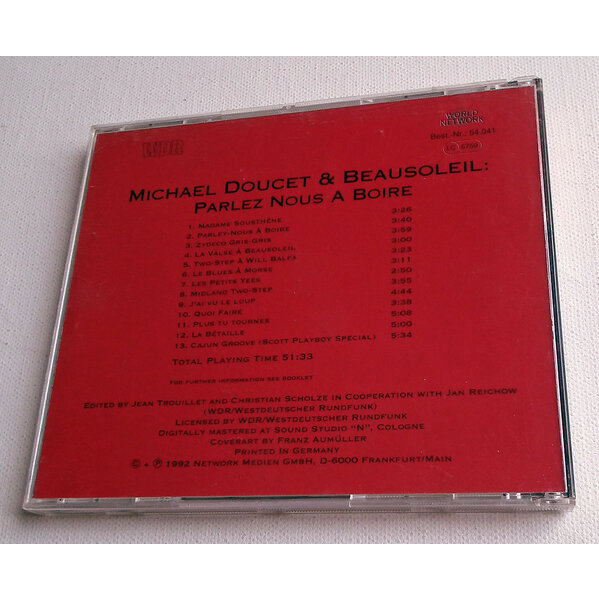 WDR
WORLD
NETWORK
Best.-Nr.: 54.041
LC 6759
MICHAEL DOUCET & BEAUSOLEIL:
PARLEZ NOUS A BOIRE
1. MADAME SOUSTHÈNE 3:26
2. PARLEY-NOUS À BOIRE 3:40
3. ZYDECO GRIS-GRIS 3:59
4. LA VALSE À BEAUSOLEIL 3:00
5. TWO-STEP À WILL BALFA 3:23
6. LE BLUES À MORSE 3:11
7. LES PETITS YEES 2:50
8. MIDLAND TWO-STEP 3:55
9. J'AI VU LE LOUP 4:44
10. QUOI FAIRE 3:38
11. PLUS TU TOURNES 5:08
12. LA BÉTAILLE 5:00
13. CAJUN GROOVE (SCOTT PLAYBOY SPECIAL) 5:34
TOTAL PLAYING TIME 51:33
FOR FURTHER INFORMATION SEE BOOKLET
EDITED BY JEAN TROUILLET AND CHRISTIAN SCHOLZE IN COOPERATION WITH JAN REICHOW
(WDR/WESTDEUTSCHER RUNDFUNK)
LICENSED BY WDR/WESTDEUTSCHER RUNDFUNK
DIGITALLY MASTERED AT SOUND STUDIO "N", COLOGNE
COVERART BY FRANZ AUMÜLLER
PRINTED IN GERMANY
© + ℗ 1992 NETWORK MEDIEN GMBH, D-6000 FRANKFURT/MAIN